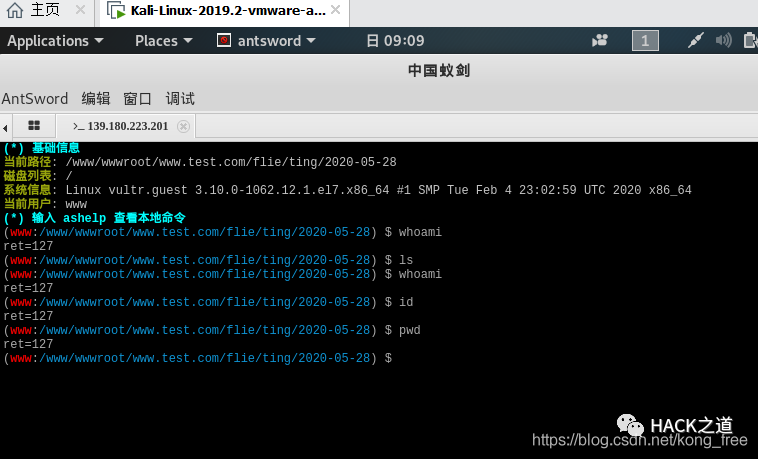 主页
Kali-Linux-2019.2-vmware-a...
Applications Places antsword 日 09:09 1
中国蚁剑
AntSword 编辑 窗口 调试
>_ 139.180.223.201
(*) 基础信息
当前路径: /www/wwwroot/www.test.com/flie/ting/2020-05-28
磁盘列表: /
系统信息: Linux vultr.guest 3.10.0-1062.12.1.el7.x86_64 #1 SMP Tue Feb 4 23:02:59 UTC 2020 x86_64
当前用户: www
(*) 输入 ashelp 查看本地命令
(www:/www/wwwroot/www.test.com/flie/ting/2020-05-28) $ whoami
ret=127
(www:/www/wwwroot/www.test.com/flie/ting/2020-05-28) $ ls
(www:/www/wwwroot/www.test.com/flie/ting/2020-05-28) $ whoami
ret=127
(www:/www/wwwroot/www.test.com/flie/ting/2020-05-28) $ id
ret=127
(www:/www/wwwroot/www.test.com/flie/ting/2020-05-28) $ pwd
ret=127
(www:/www/wwwroot/www.test.com/flie/ting/2020-05-28) $
HACK之道
https://blog.csdn.net/kong_free